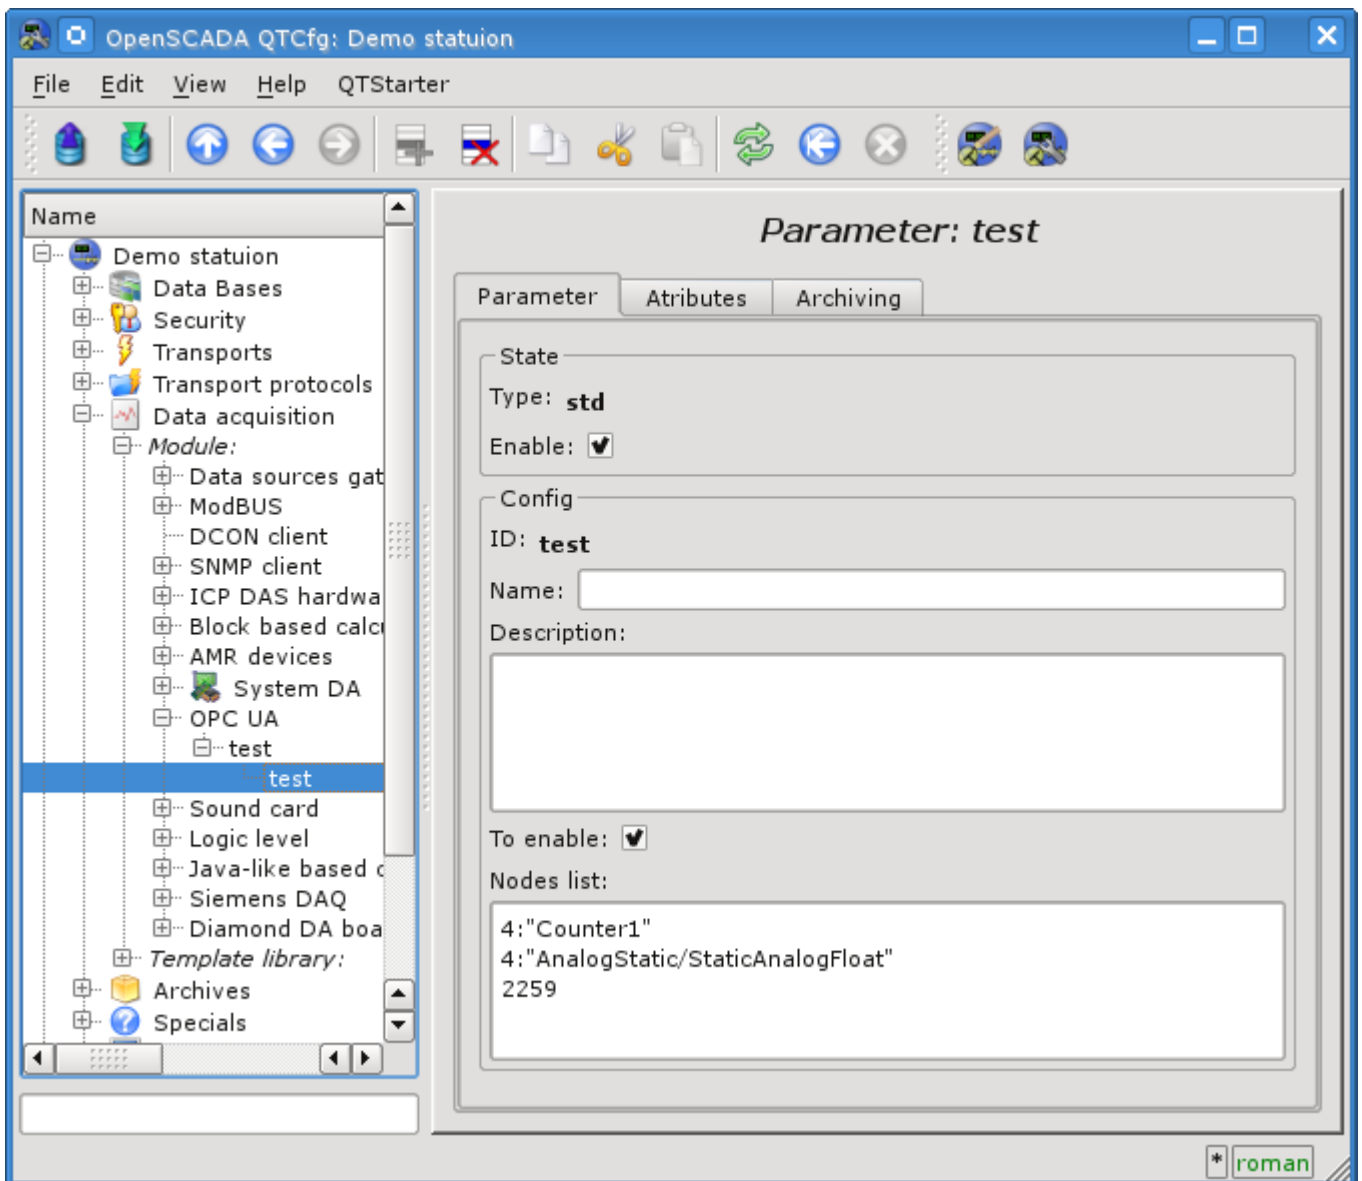 OpenSCADA QTCfg: Demo statuion
File Edit View Help QTStarter
Name
Demo statuion
Data Bases
Security
Transports
Transport protocols
Data acquisition
Module:
Data sources gat
ModBUS
DCON client
SNMP client
ICP DAS hardwa
Block based calcu
AMR devices
System DA
OPC UA
test
test
Sound card
Logic level
Java-like based c
Siemens DAQ
Diamond DA boa
Template library:
Archives
Specials
Parameter: test
Parameter Atributes Archiving
State
Type: std
Enable:
Config
ID: test
Name:
Description:
To enable:
Nodes list:
4:"Counter1"
4:"AnalogStatic/StaticAnalogFloat"
2259
* roman